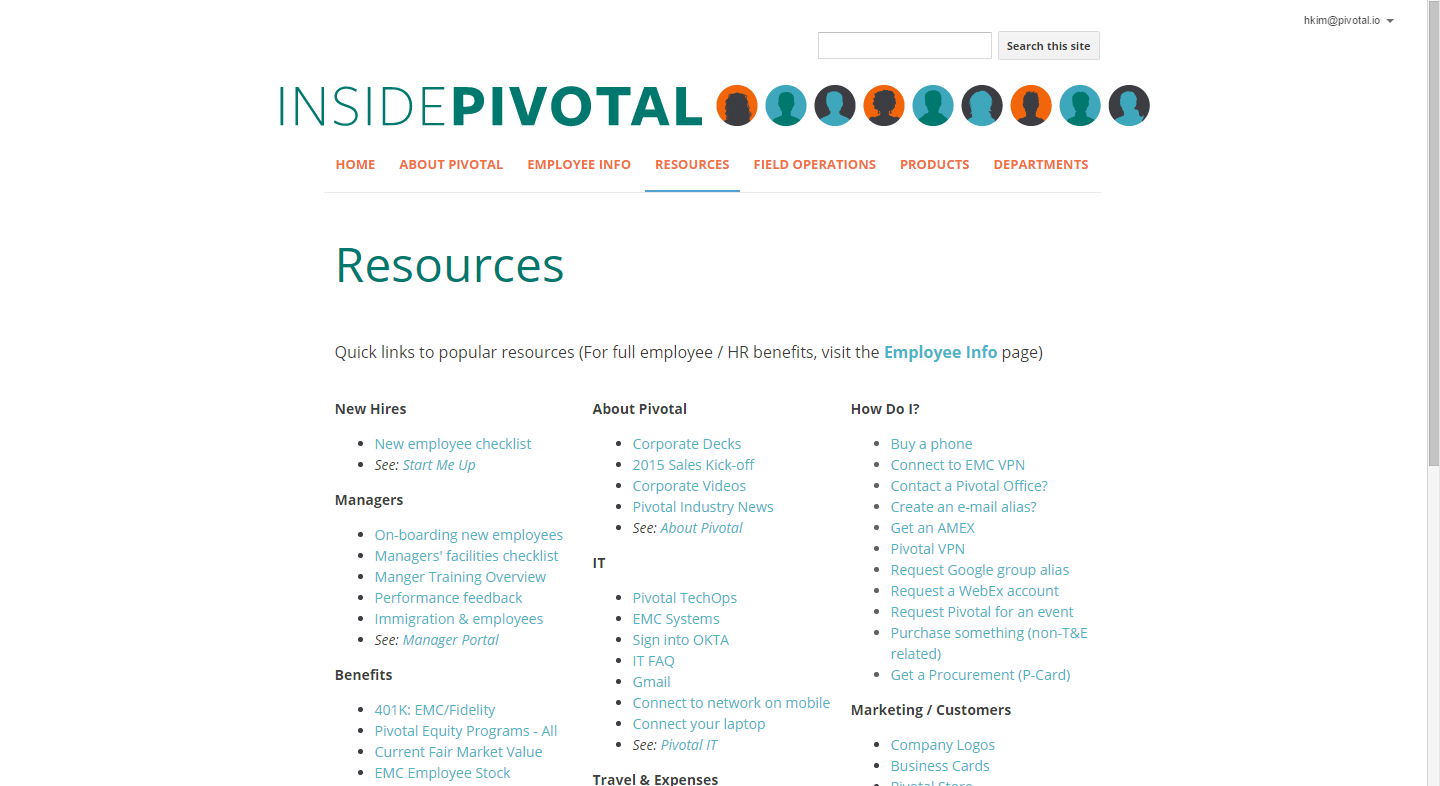 hkim@pivotal.io
Search this site
INSIDEPIVOTAL
HOME ABOUT PIVOTAL EMPLOYEE INFO RESOURCES FIELD OPERATIONS PRODUCTS DEPARTMENTS
Resources
Quick links to popular resources (For full employee / HR benefits, visit the Employee Info page)
New Hires
New employee checklist
See: Start Me Up
Managers
On-boarding new employees
Managers' facilities checklist
Manger Training Overview
Performance feedback
Immigration & employees
See: Manager Portal
Benefits
401K: EMC/Fidelity
Pivotal Equity Programs - All
Current Fair Market Value
EMC Employee Stock
About Pivotal
Corporate Decks
2015 Sales Kick-off
Corporate Videos
Pivotal Industry News
See: About Pivotal
IT
Pivotal TechOps
EMC Systems
Sign into OKTA
IT FAQ
Gmail
Connect to network on mobile
Connect your laptop
See: Pivotal IT
Travel & Expenses
How Do I?
Buy a phone
Connect to EMC VPN
Contact a Pivotal Office?
Create an e-mail alias?
Get an AMEX
Pivotal VPN
Request Google group alias
Request a WebEx account
Request Pivotal for an event
Purchase something (non-T&E
related)
Get a Procurement (P-Card)
Marketing / Customers
Company Logos
Business Cards
Pivotal Store